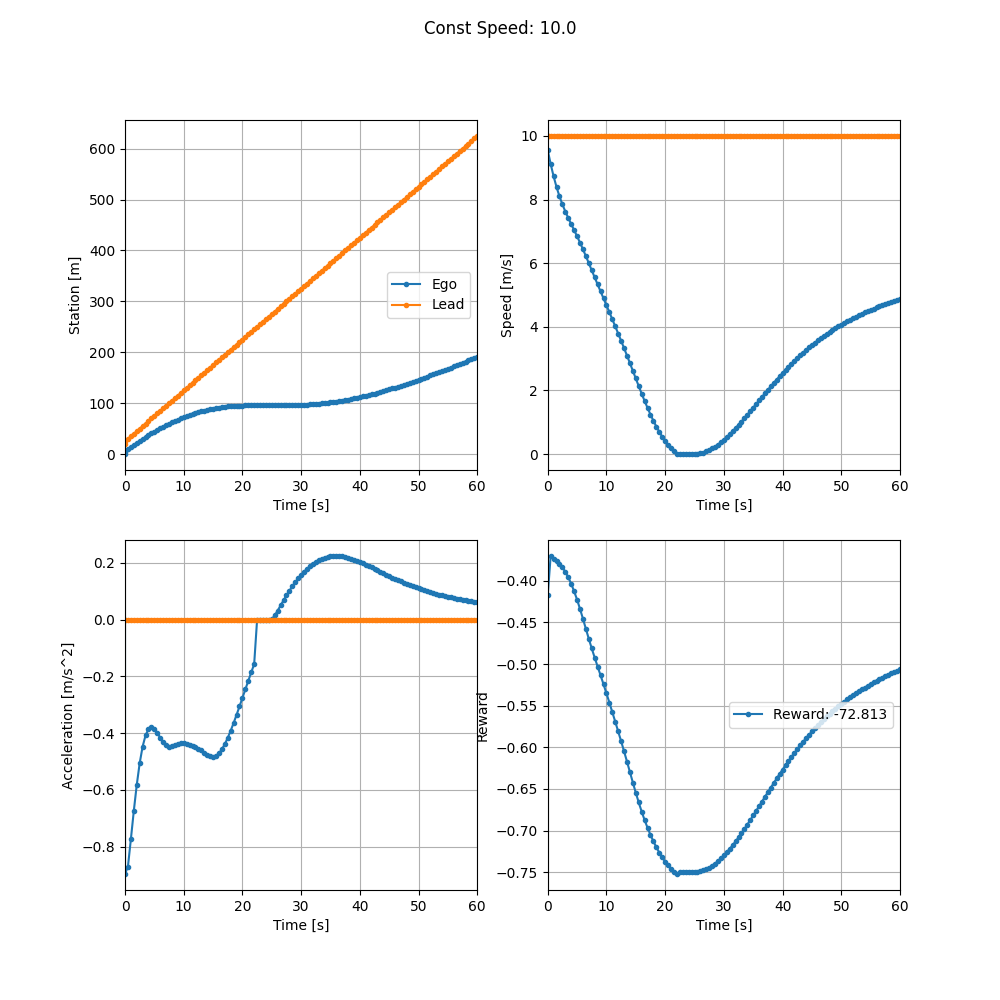 Const Speed: 10.0
Station [m]
600
500
400
300
200
100
0
Ego
Lead
0 10 20 30 40 50 60
Time [s]
Speed [m/s]
10
8
6
4
2
0
0 10 20 30 40 50 60
Time [s]
Acceleration [m/s^2]
0.2
0.0
−0.2
−0.4
−0.6
−0.8
0 10 20 30 40 50 60
Time [s]
Reward
−0.40
−0.45
−0.50
−0.55
−0.60
−0.65
−0.70
−0.75
Reward: -72.813
0 10 20 30 40 50 60
Time [s]